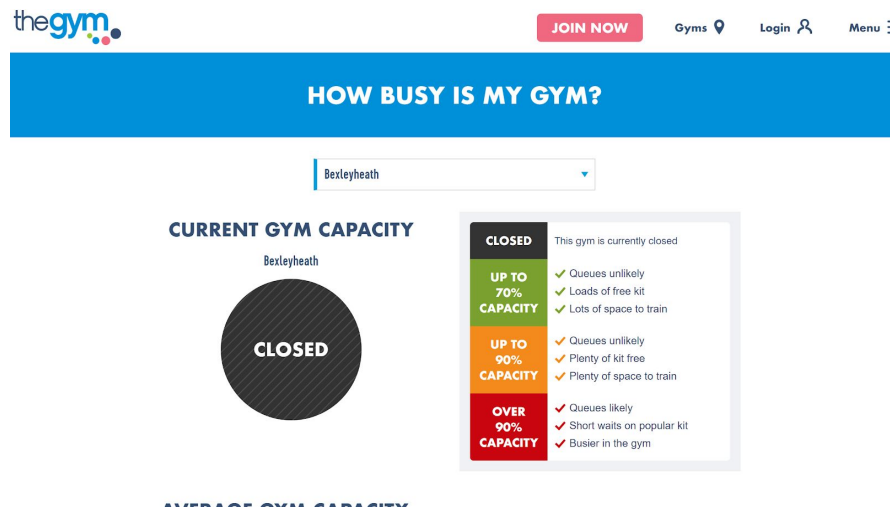 thegym
JOIN NOW
Gyms
Login
Menu
HOW BUSY IS MY GYM?
Bexleyheath
CURRENT GYM CAPACITY
Bexleyheath
CLOSED
CLOSED
This gym is currently closed
UP TO
70%
CAPACITY
Queues unlikely
Loads of free kit
Lots of space to train
UP TO
90%
CAPACITY
Queues unlikely
Plenty of kit free
Plenty of space to train
OVER
90%
CAPACITY
Queues likely
Short waits on popular kit
Busier in the gym
AVERAGE GYM CAPACITY